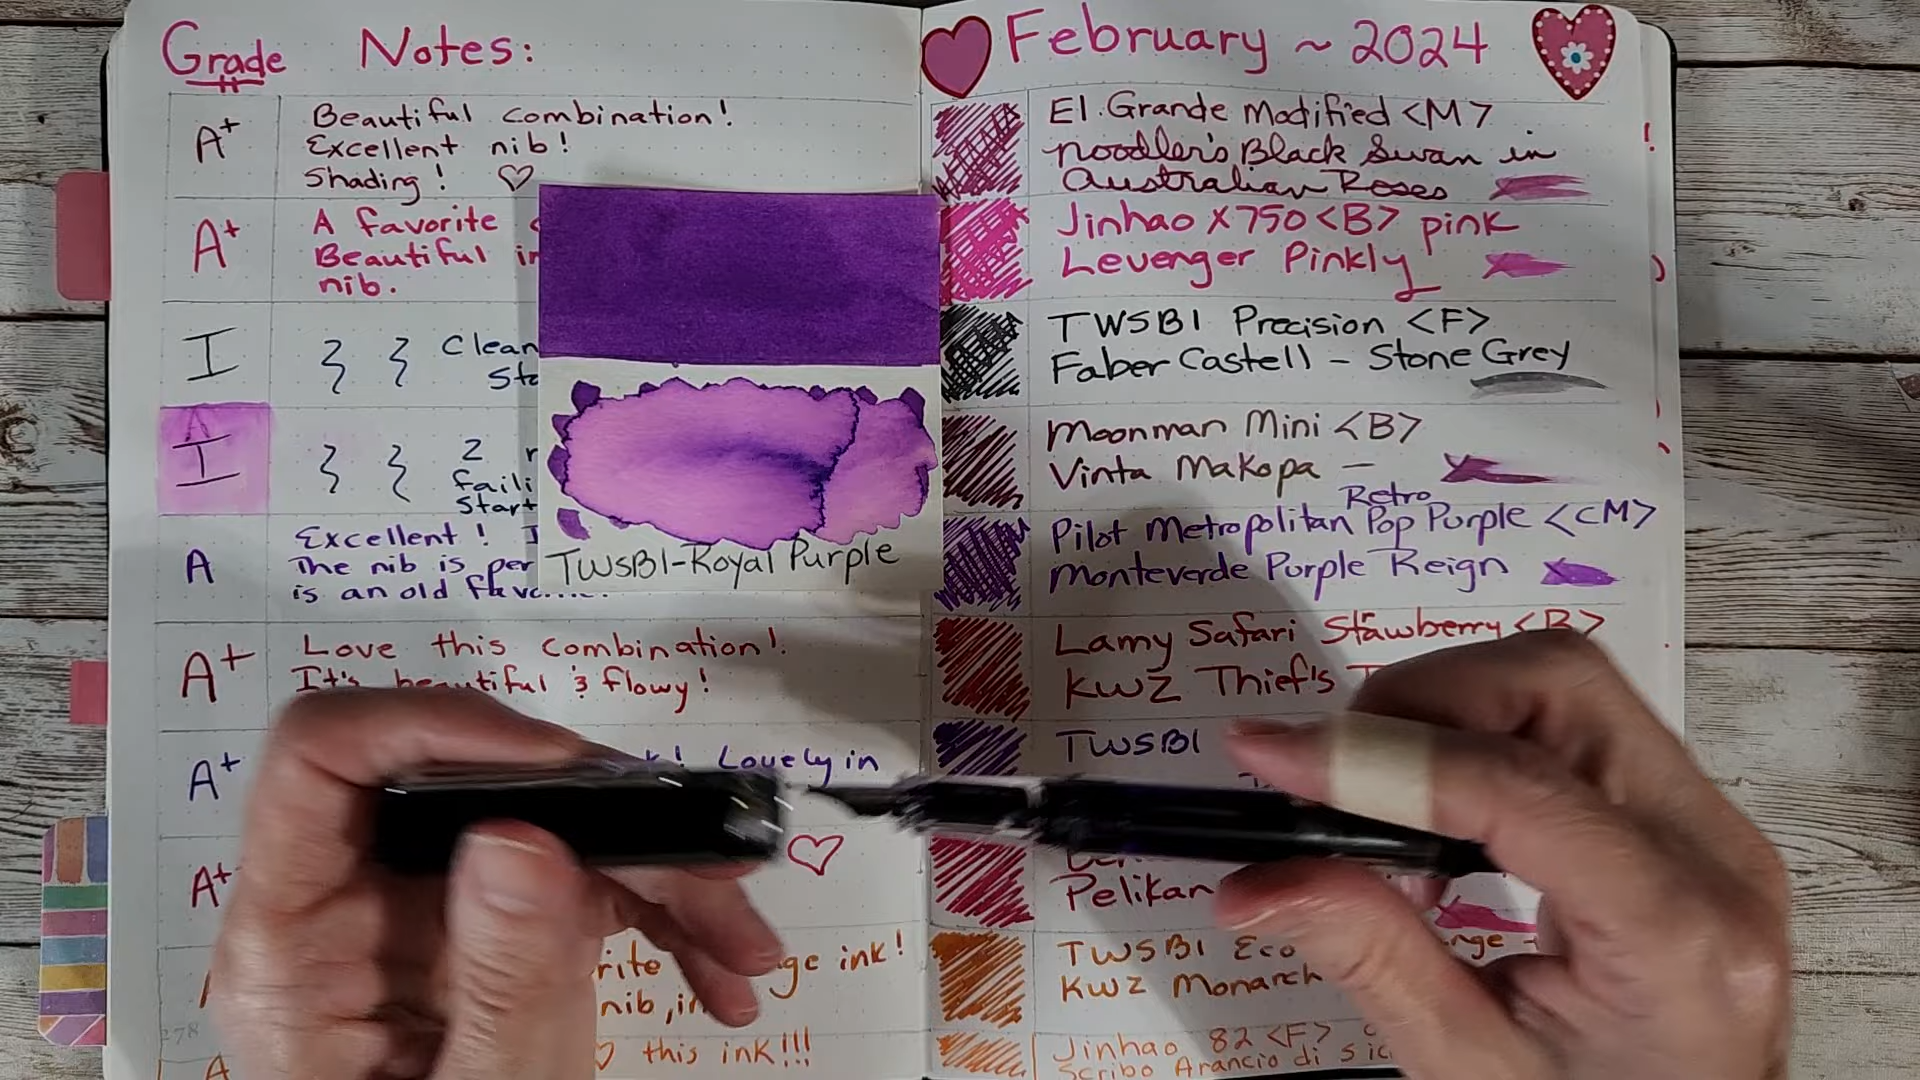 Grade Notes:
A+
Beautiful combination!
Excellent nib!
Shading!
A+
A favorite
Beautiful
nib.
I
Clean
I
2
Start
A
Excellent!
The nib is
is an old
A+
Love this combination!
It's beautiful & flowy!
A+
Lovely in
A+
ink!
nib,
278
A
this ink!!!
TWSBI-Royal Purple
February ~ 2024
El Grande Modified <M>
Noodler's Black Swan in
Australian Roses
Jinhao X750 <B> pink
Levenger Pinkly
TWSBI Precision <F>
Faber Castell - Stone Grey
Moonman Mini <B>
Vinta Makopa -
Retro
Pilot Metropolitan Pop Purple <CM>
Monteverde Purple Reign
Lamy Safari Stawberry <B>
KWZ Thief's
TWSBI
Pelikan
TWSBI Eco
KWZ Monarch
Jinhao 82 <F>
Scribo Arancio di